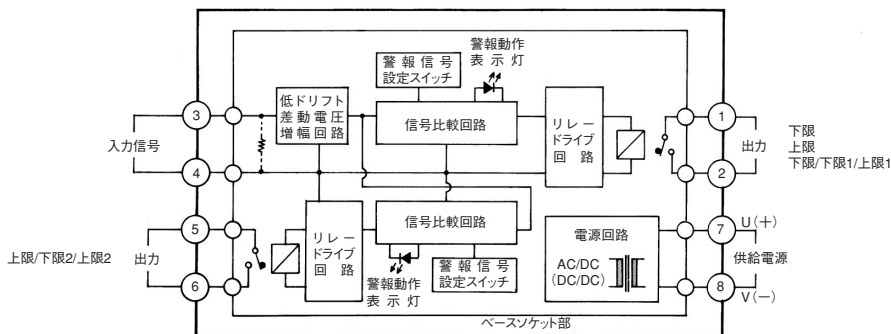 警報動作
表示灯
警報信号
設定スイッチ
低ドリフト
差動電圧
増幅回路
信号比較回路
リレー
ドライブ
回路
3
入力信号
4
1
出力
2
下限
上限
下限/下限1/上限1
5
上限/下限2/上限2
出力
6
リレー
ドライブ
回路
信号比較回路
警報動作
表示灯
警報信号
設定スイッチ
電源回路
AC/DC
(DC/DC)
7
U(+)
供給電源
8
V(−)
ベースソケット部